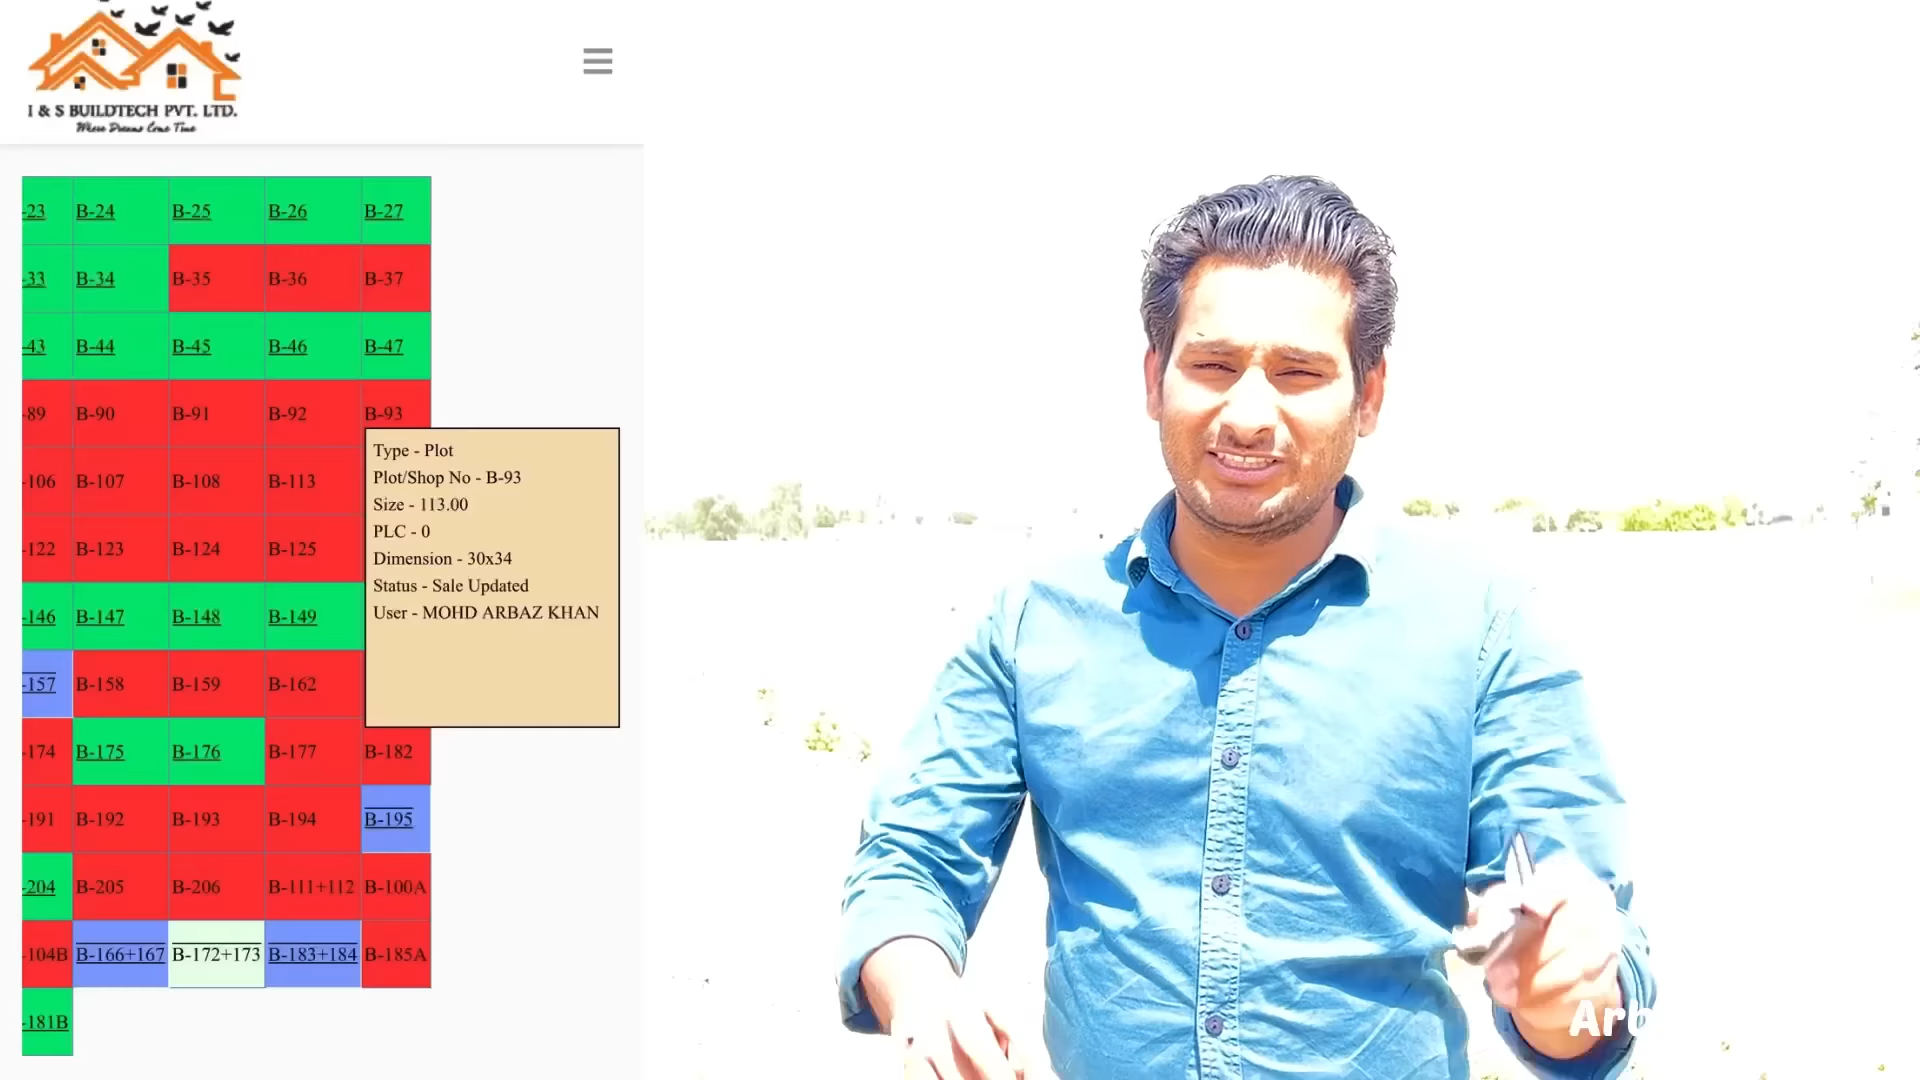 I & S BUILDTECH PVT. LTD.
Where Dreams Come True
-23 B-24 B-25 B-26 B-27
-33 B-34 B-35 B-36 B-37
-43 B-44 B-45 B-46 B-47
-89 B-90 B-91 B-92 B-93
-106 B-107 B-108 B-113
-122 B-123 B-124 B-125
-146 B-147 B-148 B-149
-157 B-158 B-159 B-162
-174 B-175 B-176 B-177 B-182
-191 B-192 B-193 B-194 B-195
-204 B-205 B-206 B-111+112 B-100A
-104B B-166+167 B-172+173 B-183+184 B-185A
-181B
Type - Plot
Plot/Shop No - B-93
Size - 113.00
PLC - 0
Dimension - 30x34
Status - Sale Updated
User - MOHD ARBAZ KHAN